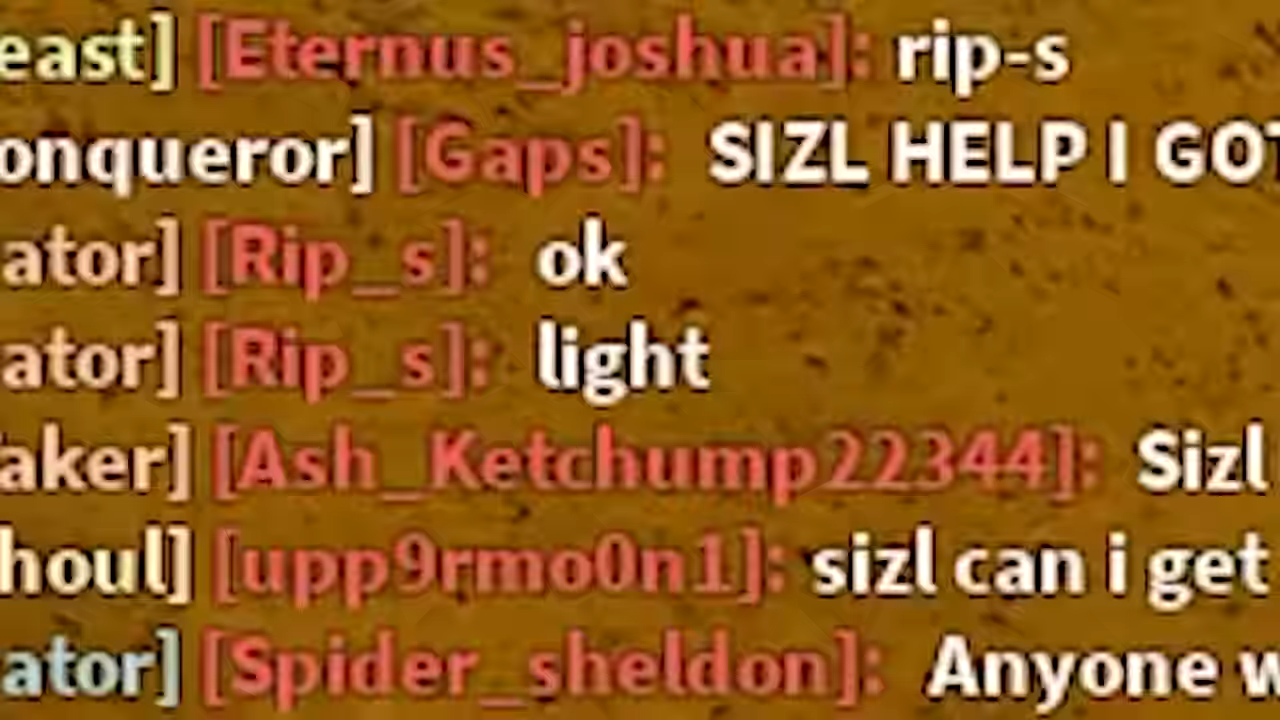 east] [Eternus_joshua]: rip-s
onqueror] [Gaps]: SIZL HELP I GOT
ator] [Rip_s]: ok
ator] [Rip_s]: light
aker] [Ash_Ketchump22344]: Sizl
houl] [upp9rmo0n1]: sizl can i get
ator] [Spider_sheldon]: Anyone w